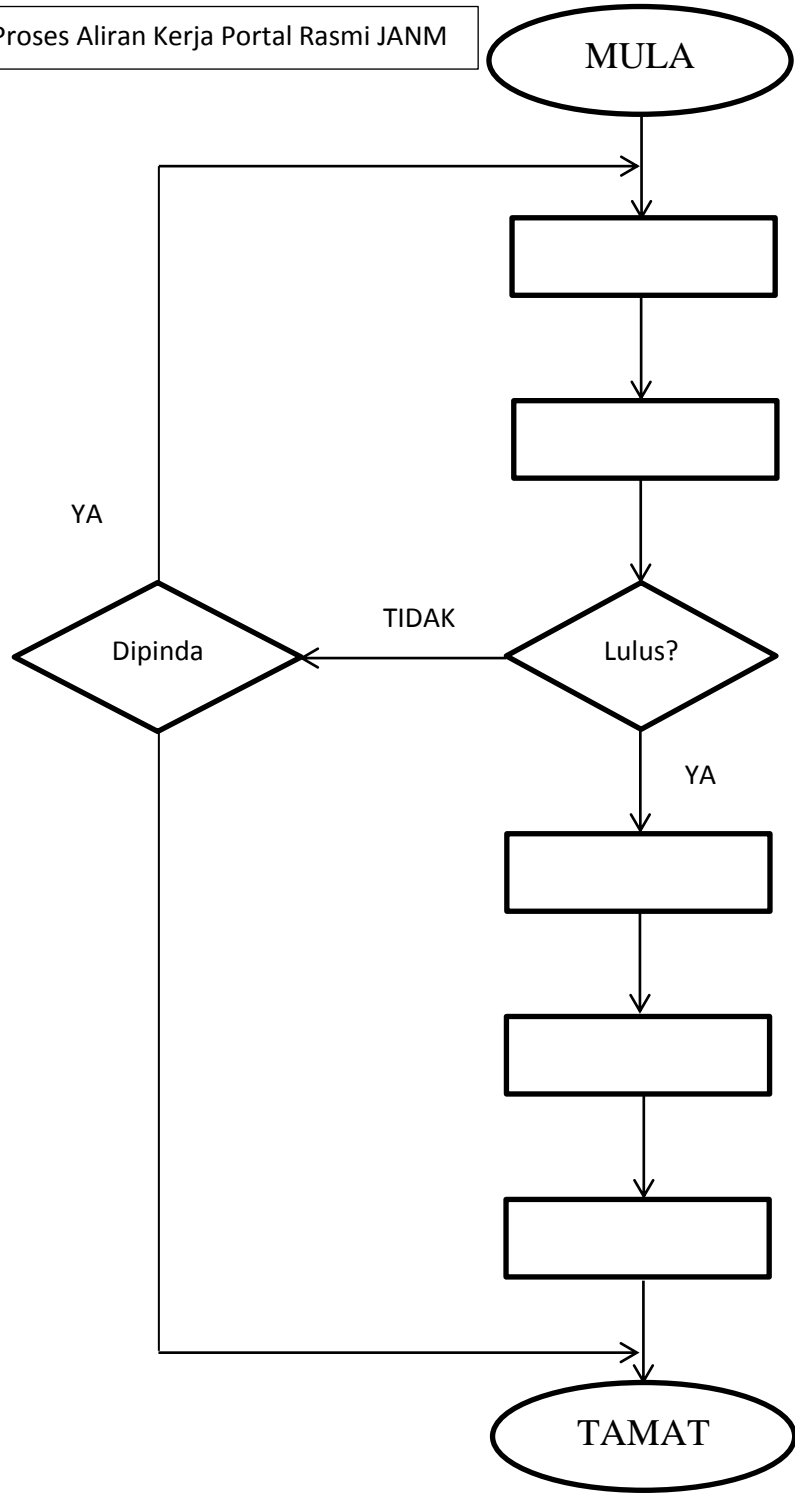 Proses Aliran Kerja Portal Rasmi JANM
MULA
YA
Dipinda
TIDAK
Lulus?
YA
TAMAT